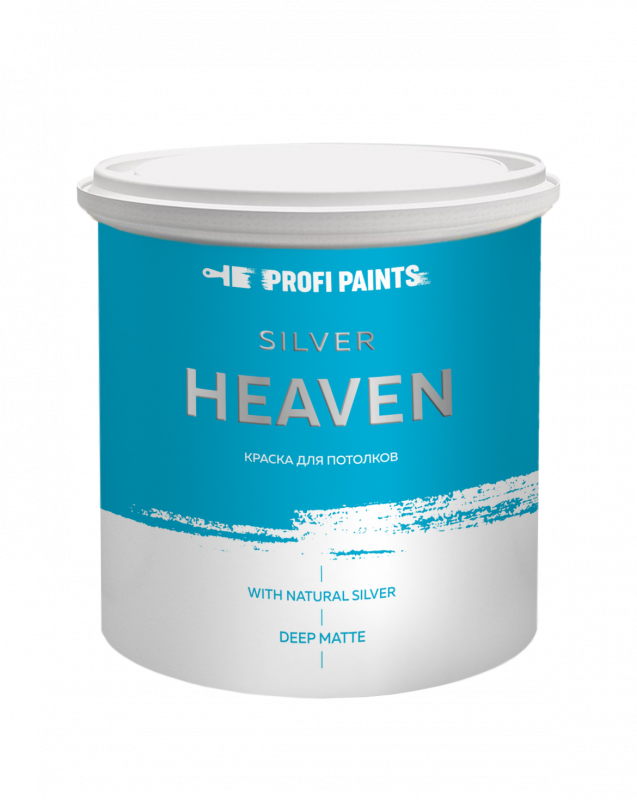 PROFI PAINTS
SILVER
HEAVEN
КРАСКА ДЛЯ ПОТОЛКОВ
WITH NATURAL SILVER
DEEP MATTE